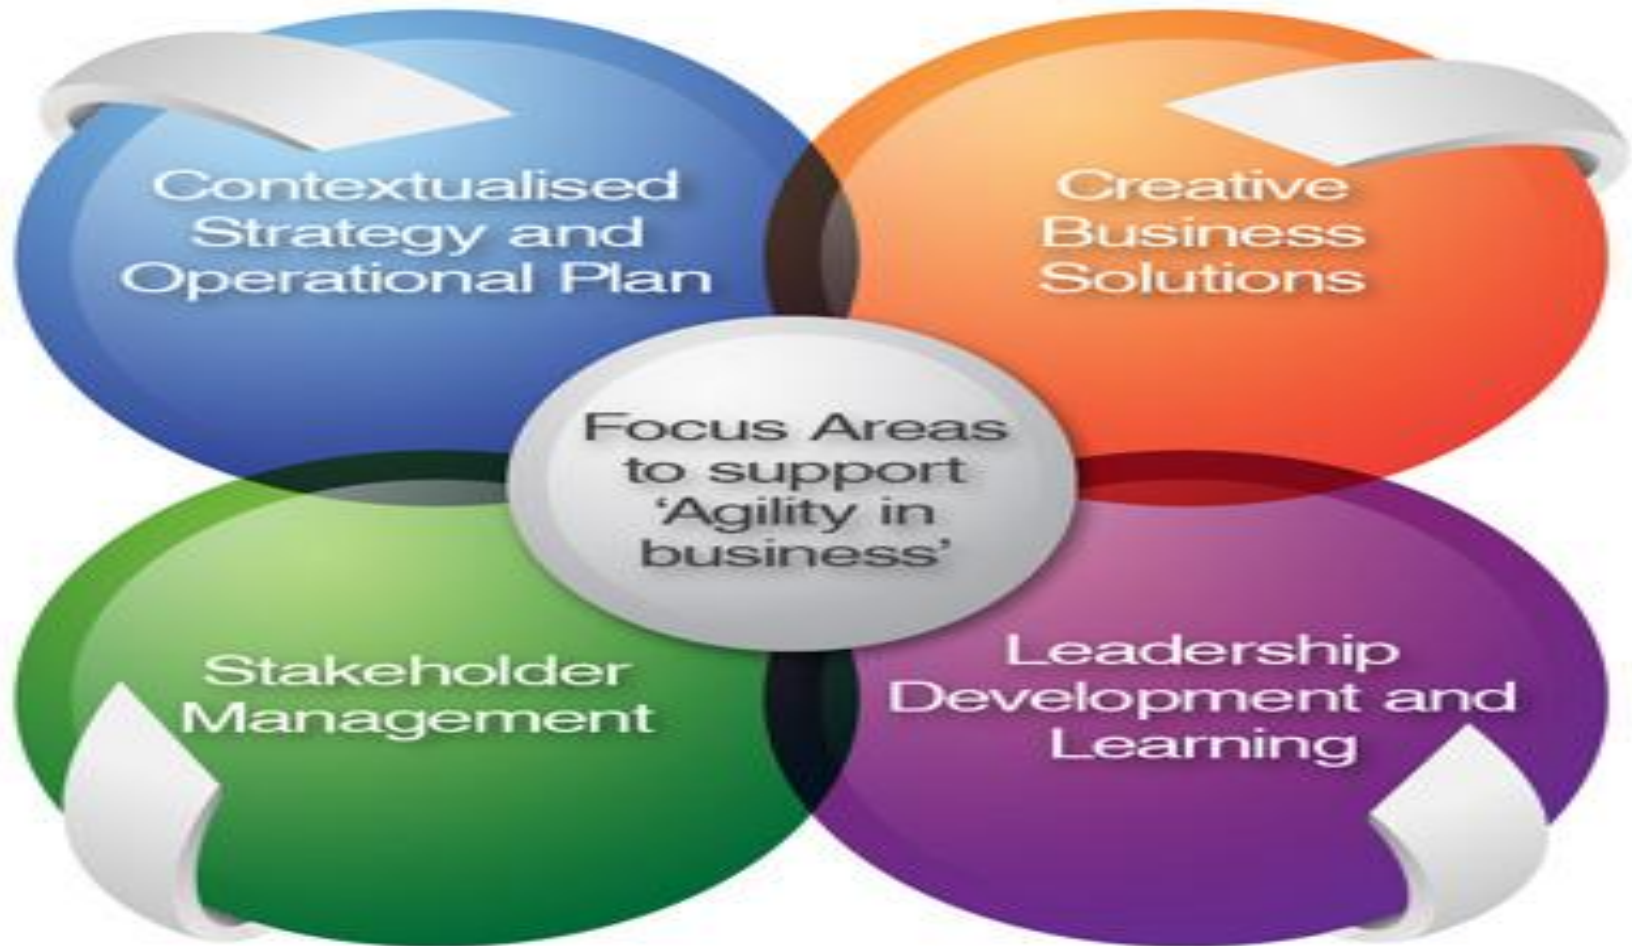 Contextualised
Strategy and
Operational Plan
Creative
Business
Solutions
Focus Areas
to support
‘Agility in
business’
Stakeholder
Management
Leadership
Development and
Learning